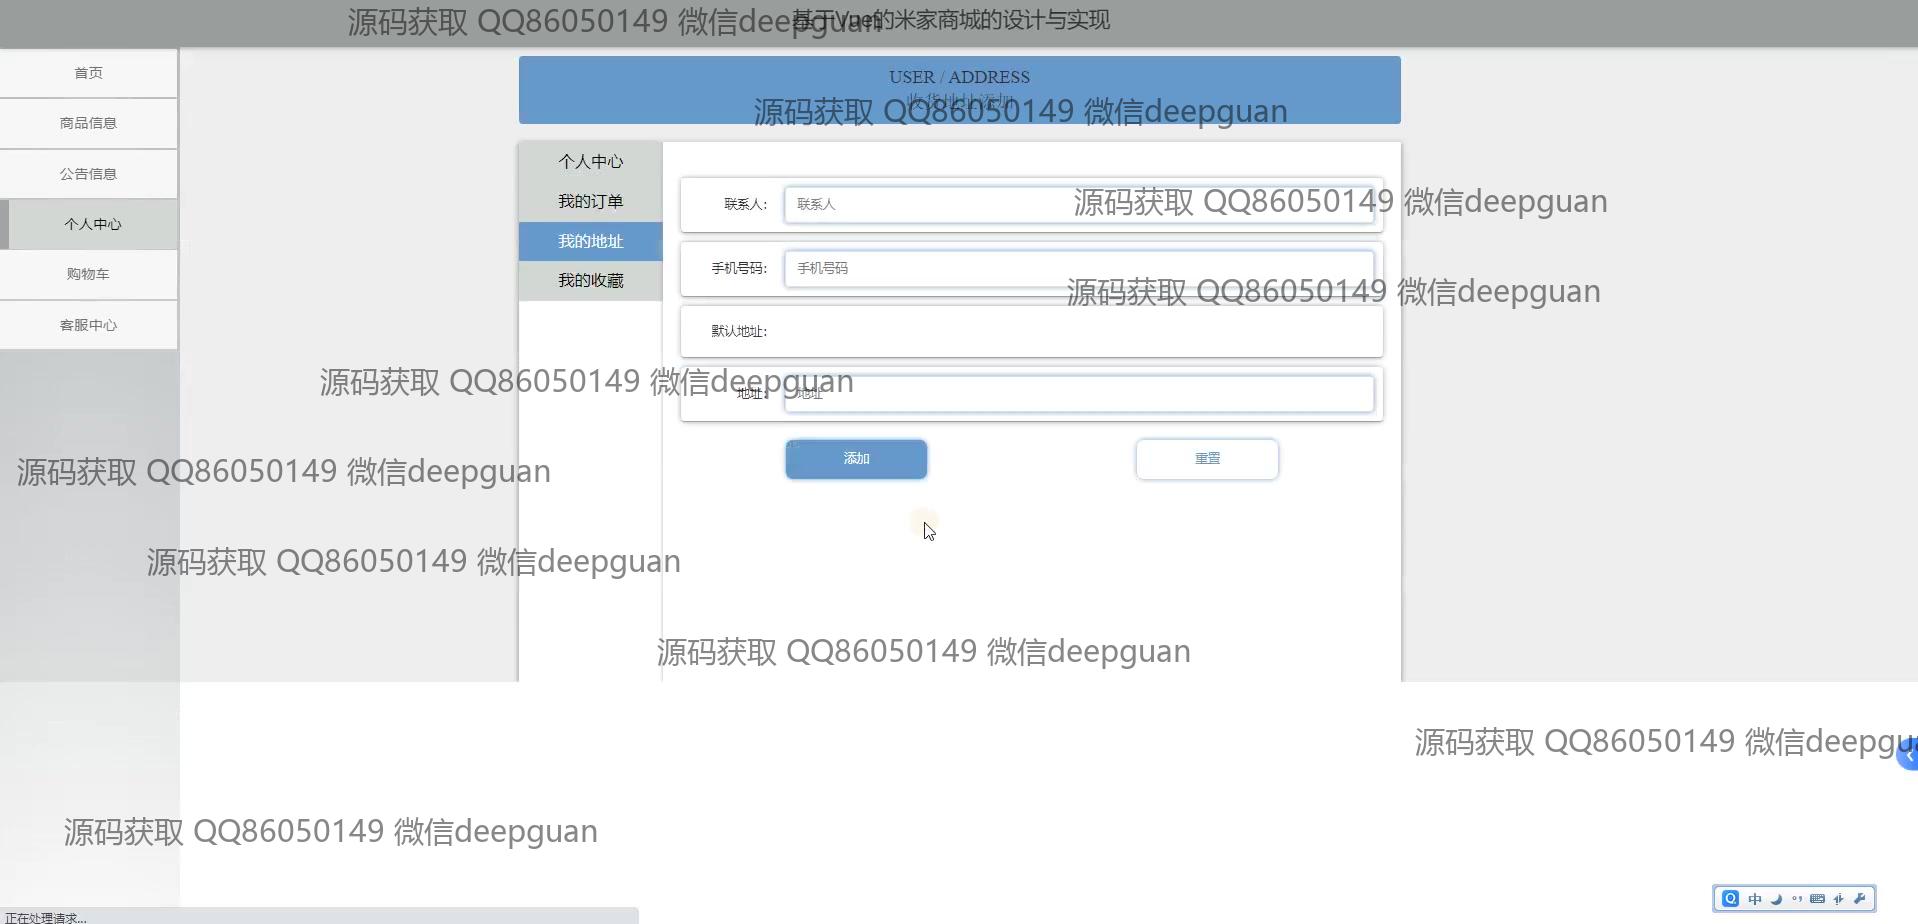 基于Vue的米家商城的设计与实现
源码获取 QQ86050149 微信deepguan
首页
商品信息
公告信息
个人中心
购物车
客服中心
USER / ADDRESS
收货地址添加
源码获取 QQ86050149 微信deepguan
个人中心
我的订单
我的地址
我的收藏
联系人: 联系人
源码获取 QQ86050149 微信deepguan
手机号码: 手机号码
源码获取 QQ86050149 微信deepguan
默认地址:
源码获取 QQ86050149 微信deepguan
地址: 地址
添加 重置
源码获取 QQ86050149 微信deepguan
源码获取 QQ86050149 微信deepguan
源码获取 QQ86050149 微信deepguan
源码获取 QQ86050149 微信deepgu
源码获取 QQ86050149 微信deepguan
中
正在处理请求...